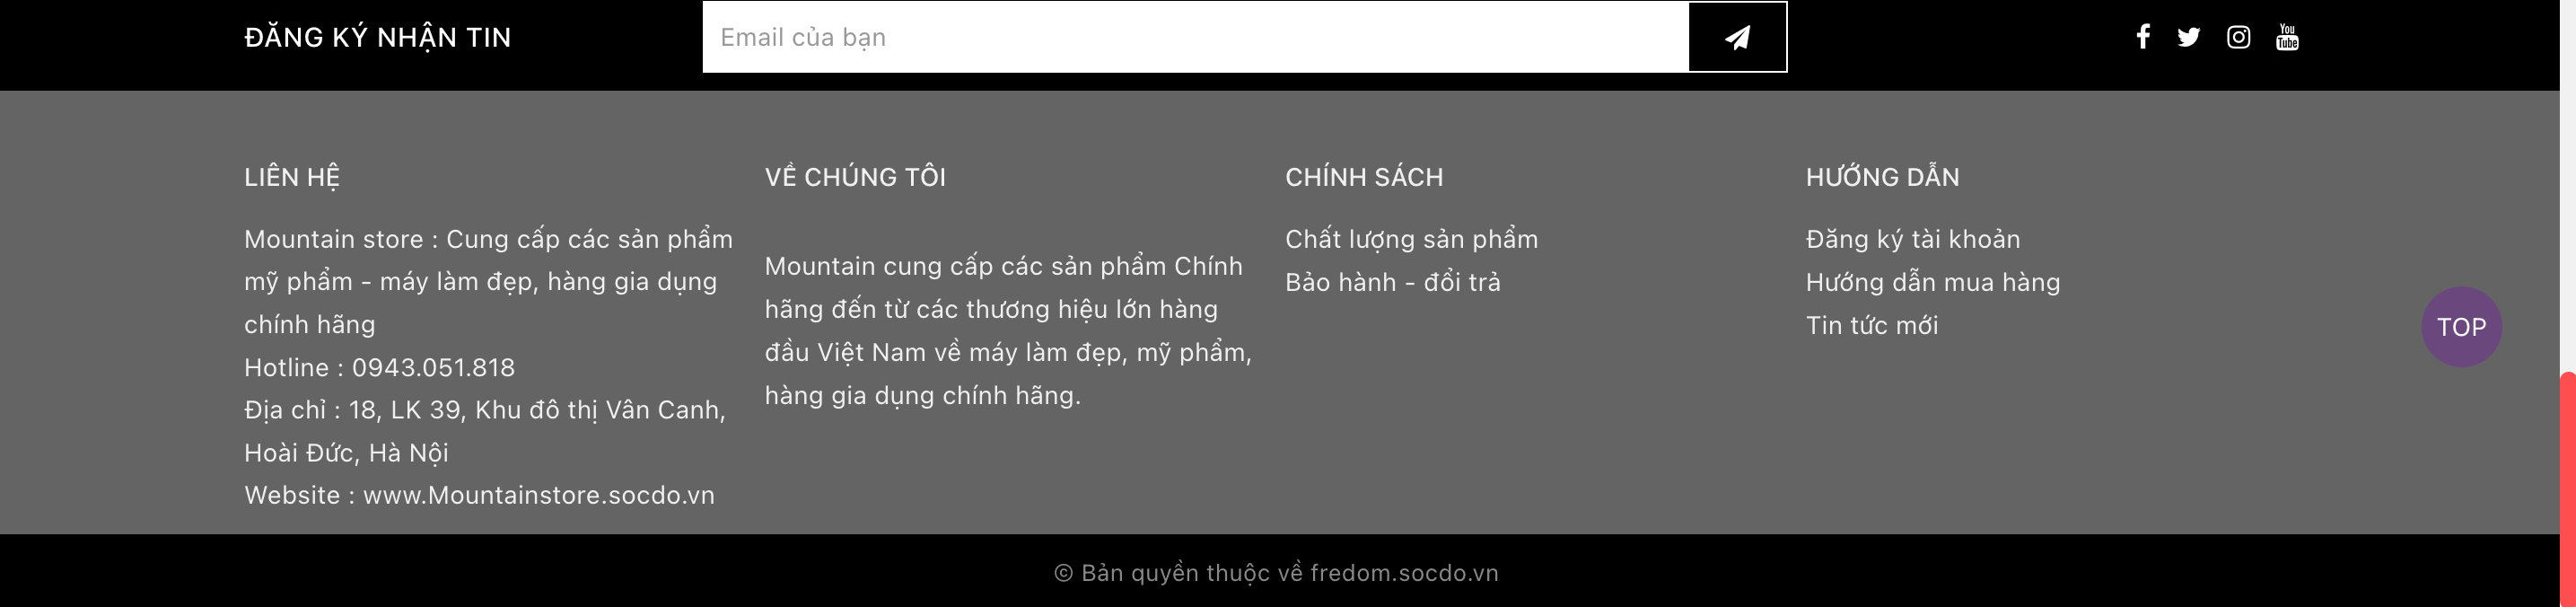 ĐĂNG KÝ NHẬN TIN
Email của bạn
You
Tube
LIÊN HỆ
Mountain store : Cung cấp các sản phẩm
mỹ phẩm - máy làm đẹp, hàng gia dụng
chính hãng
Hotline : 0943.051.818
Địa chỉ : 18, LK 39, Khu đô thị Vân Canh,
Hoài Đức, Hà Nội
Website : www.Mountainstore.socdo.vn
VỀ CHÚNG TÔI
Mountain cung cấp các sản phẩm Chính
hãng đến từ các thương hiệu lớn hàng
đầu Việt Nam về máy làm đẹp, mỹ phẩm,
hàng gia dụng chính hãng.
CHÍNH SÁCH
Chất lượng sản phẩm
Bảo hành - đổi trả
HƯỚNG DẪN
Đăng ký tài khoản
Hướng dẫn mua hàng
Tin tức mới
TOP
© Bản quyền thuộc về fredom.socdo.vn